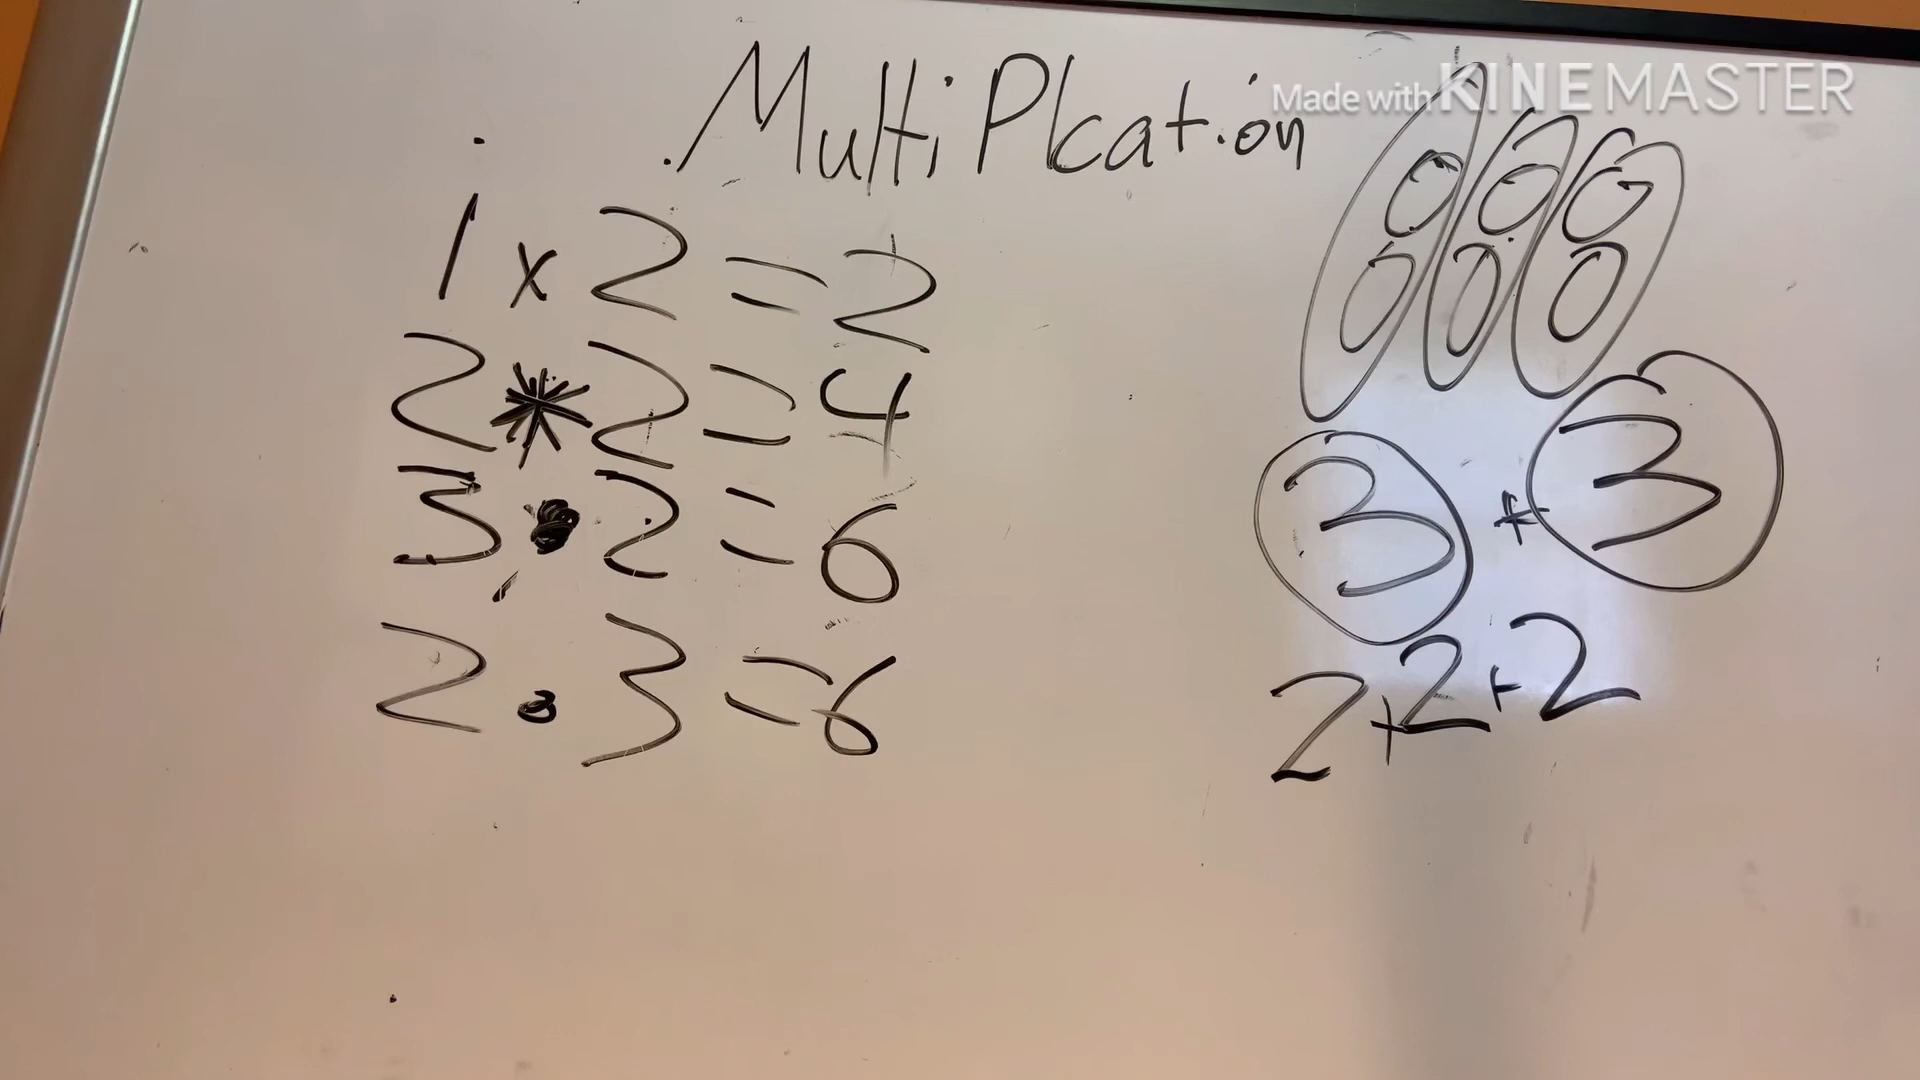 MultiPlcation
Made with KINEMASTER
1 x 2 = 2
2 * 2 = 4
3 • 2 = 6
2 • 3 = 6
3 + 3
2+2+2